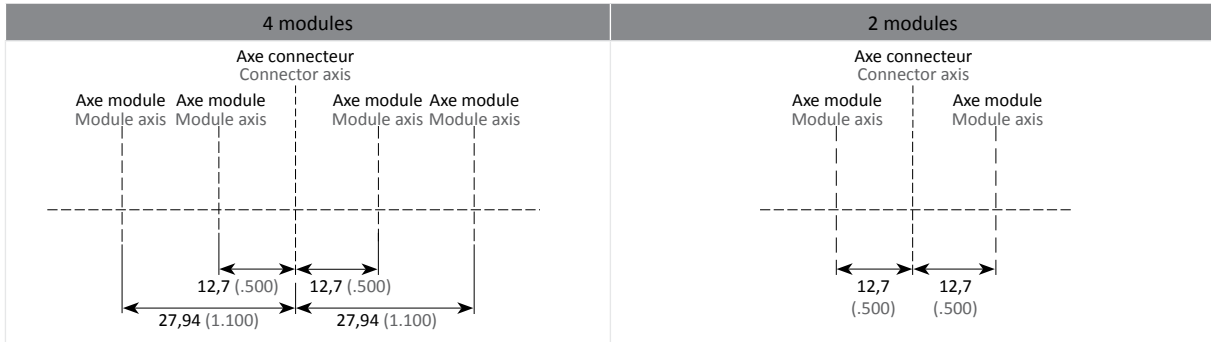 4 modules
2 modules
Axe connecteur
Connector axis
Axe module Axe module Axe module Axe module
Module axis Module axis Module axis Module axis
12,7 (.500) 12,7 (.500)
27,94 (1.100) 27,94 (1.100)
Axe connecteur
Connector axis
Axe module Axe module
Module axis Module axis
12,7 12,7
(.500) (.500)